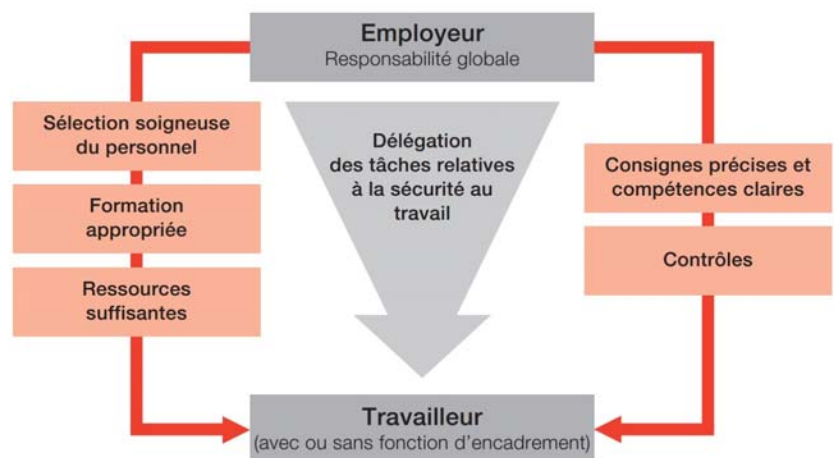 Employeur
Responsabilité globale
Sélection soigneuse
du personnel
Formation
appropriée
Ressources
suffisantes
Délégation
des tâches relatives
à la sécurité au
travail
Consignes précises et
compétences claires
Contrôles
Travailleur
(avec ou sans fonction d’encadrement)